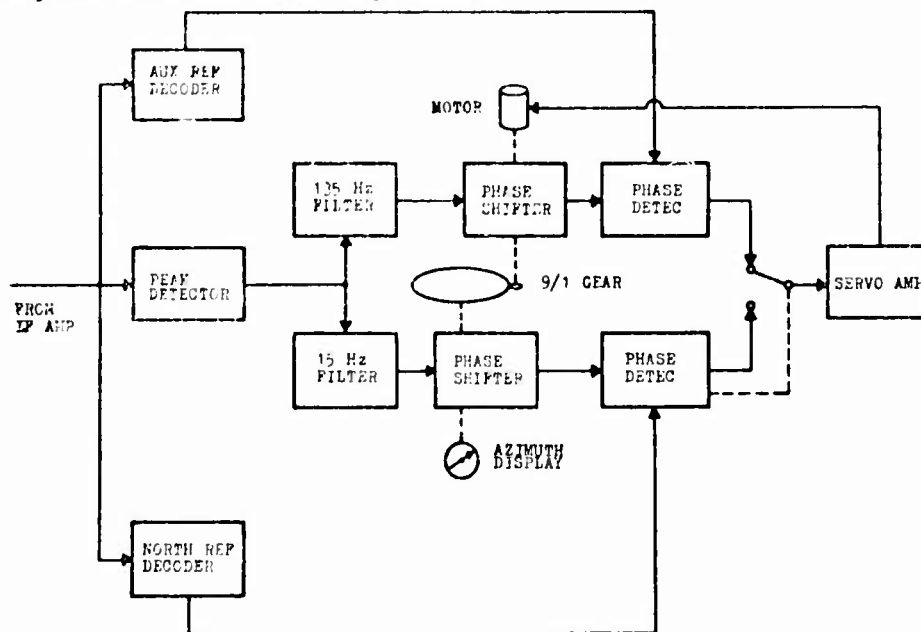 AUX REF
DECODER
MOTOR
135 Hz
FILTER
PHASE
SHIFTER
PHASE
DETEC
FROM
IF AMP
PEAK
DETECTOR
9/1 GEAR
SERVO AMP
15 Hz
FILTER
PHASE
SHIFTER
PHASE
DETEC
AZIMUTH
DISPLAY
NORTH REF
DECODER